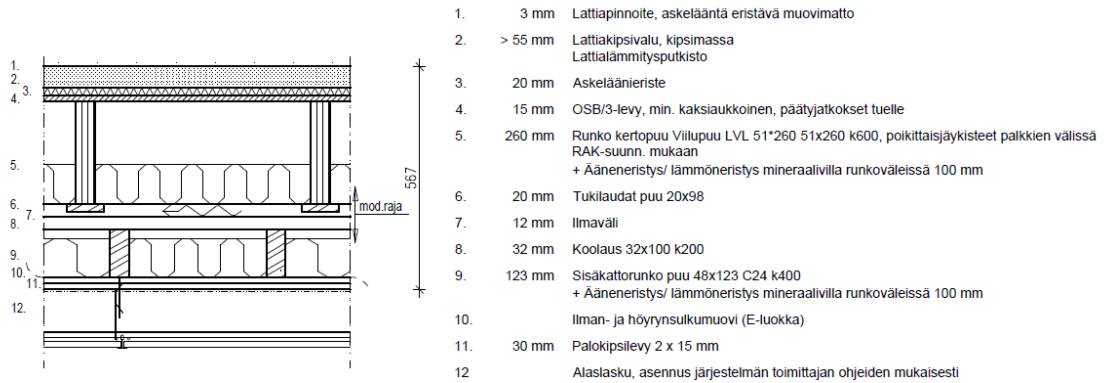 1.
2.
3.
4.
5.
6.
7.
8.
9.
10.
11.
12.
567
mod.raja
1. 3 mm Lattiapinnoite, askelääntä eristävä muovimatto
2. > 55 mm Lattiakipsivalu, kipsimassa
Lattialämmitysputkisto
3. 20 mm Askeläänieriste
4. 15 mm OSB/3-levy, min. kaksiaukkoinen, päätyjatkokset tuelle
5. 260 mm Runko kertopuu Viilupuu LVL 51*260 51x260 k600, poikittaisjäykisteet palkkien välissä
RAK-suunn. mukaan
+ Ääneneristys/ lämmöneristys mineraalivilla runkoväleissä 100 mm
6. 20 mm Tukilaudat puu 20x98
7. 12 mm Ilmaväli
8. 32 mm Koolaus 32x100 k200
9. 123 mm Sisäkattorunko puu 48x123 C24 k400
+ Ääneneristys/ lämmöneristys mineraalivilla runkoväleissä 100 mm
10. Ilman- ja höyrynsulkumuovi (E-luokka)
11. 30 mm Palokipsilevy 2 x 15 mm
12 Alaslasku, asennus järjestelmän toimittajan ohjeiden mukaisesti